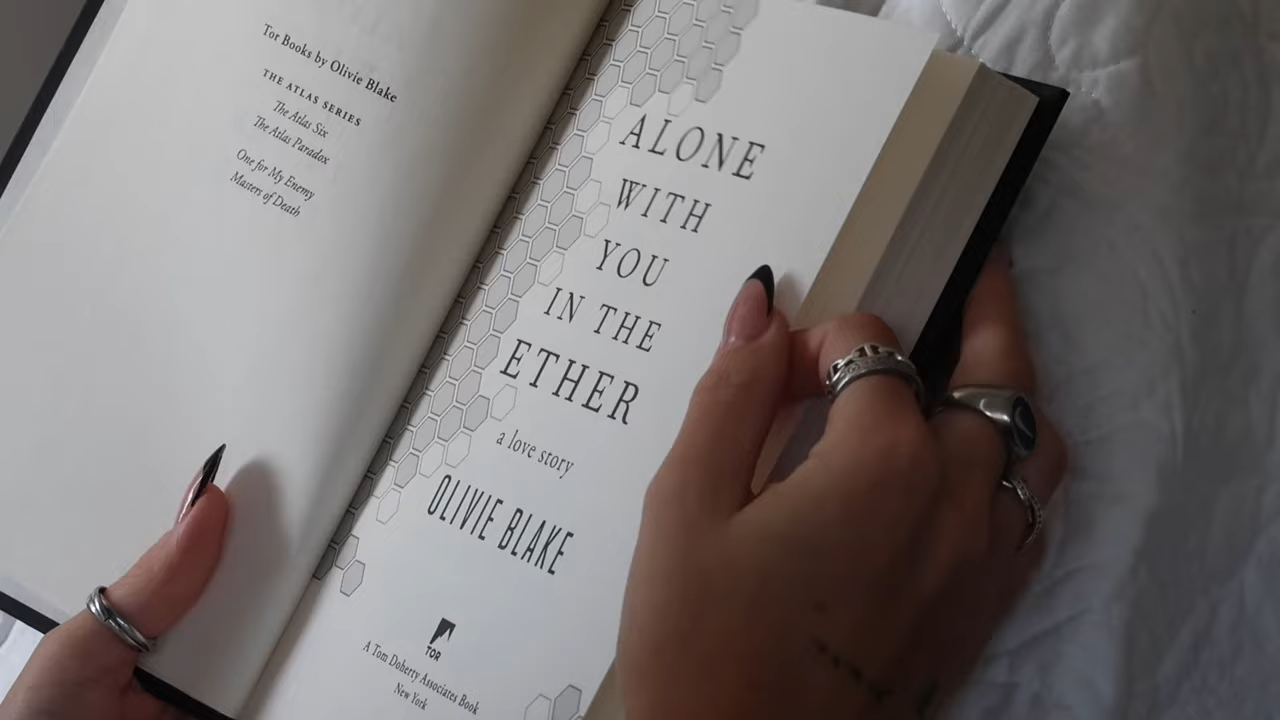 Tor Books by Olivie Blake
THE ATLAS SERIES
The Atlas Six
The Atlas Paradox
One for My Enemy
Masters of Death
ALONE
WITH
YOU
IN THE
ETHER
a love story
OLIVIE BLAKE
TOR
A Tom Doherty Associates Book
New York